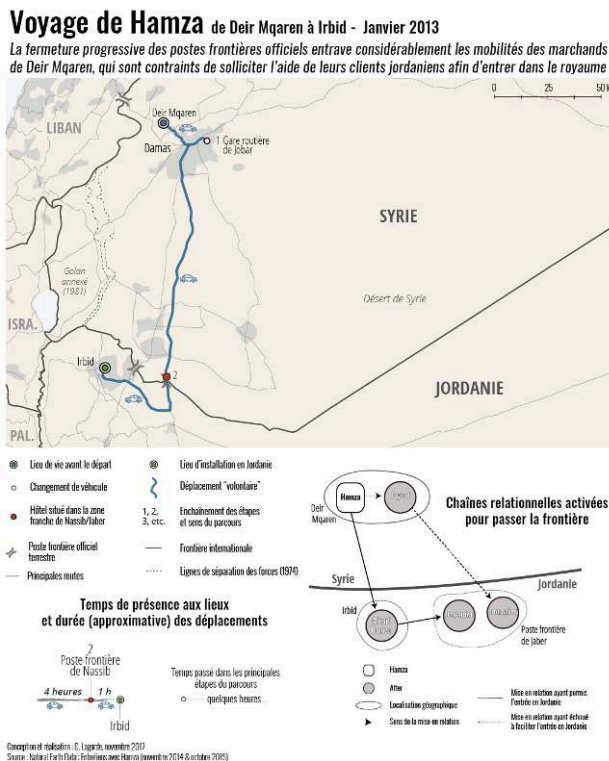 Voyage de Hamza de Deir Mqaren à Irbid - Janvier 2013
La fermeture progressive des postes frontières officiels entrave considérablement les mobilités des marchands
de Deir Mqaren, qui sont contraints de solliciter l'aide de leurs clients jordaniens afin d'entrer dans le royaume
0 25 50 k
LIBAN
Deir Mqaren
Damas
1 Gare routière
de Jobar
SYRIE
Golan
annexé
(1981)
Désert de Syrie
ISRA.
Irbid
2
JORDANIE
PAL.
Lieu de vie avant le départ
Changement de véhicule
Hôtel situé dans la zone
franche de Nassib/Jaber
Poste frontière officiel
terrestre
Principales routes
Lieu d'installation en Jordanie
Déplacement "volontaire"
1, 2,
3, etc.
Enchaînement des étapes
et sens du parcours
Frontière internationale
Lignes de séparation des forces (1974)
Chaînes relationnelles activées
pour passer la frontière
Deir
Mqaren
Hamza
Syrie
Jordanie
Irbid
Poste frontière
de Jaber
Temps de présence aux lieux
et durée (approximative) des déplacements
2
Poste frontière
de Nassib
4 heures
1 h
Irbid
Temps passé dans les principales
étapes du parcours
quelques heures
Hamza
Alter
Localisation géographique
Sens de la mise en relation
Mise en relation ayant permis
l'entrée en Jordanie
Mise en relation ayant échoué
à faciliter l'entrée en Jordanie
Conception et réalisation : D. Lagarde, novembre 2017
Source : Natural Earth Data ; Entretiens avec Hamza (novembre 2014 & octobre 2015)